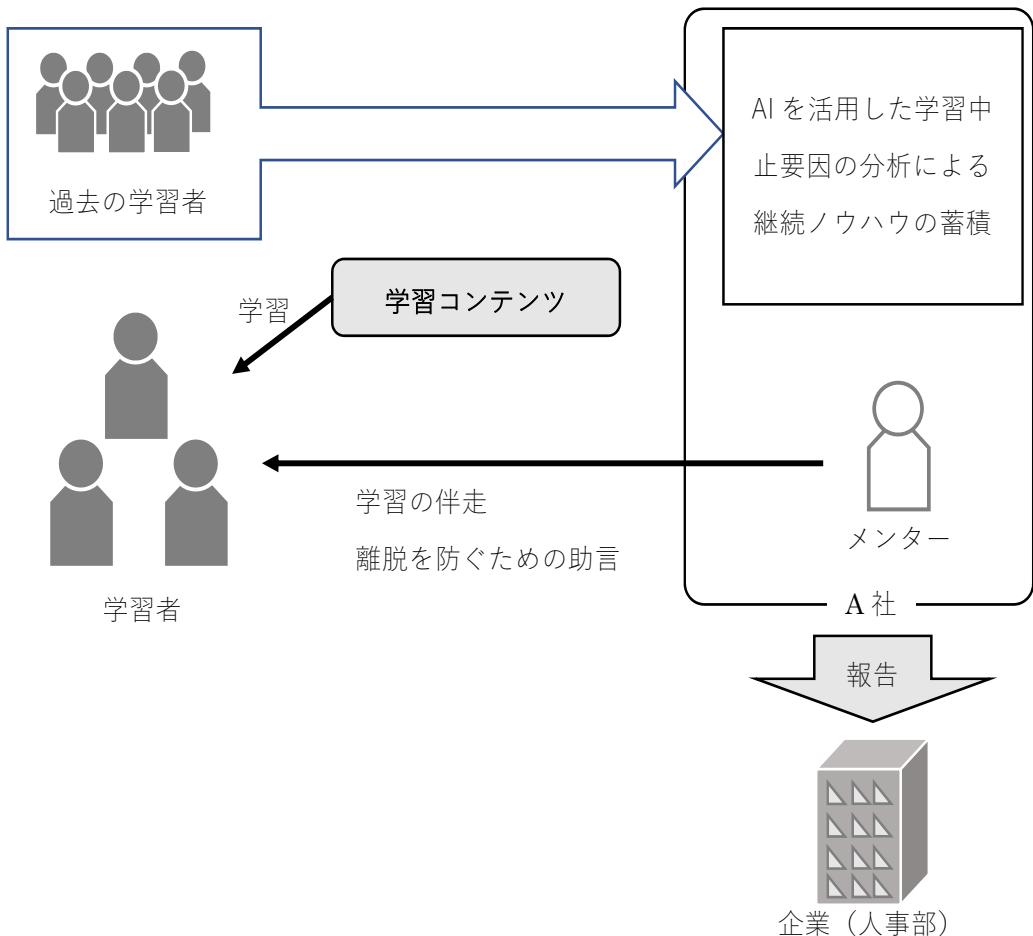 過去の学習者
AIを活用した学習中
止要因の分析による
継続ノウハウの蓄積
学習コンテンツ
学習
学習の伴走
離脱を防ぐための助言
メンター
学習者
A社
報告
企業（人事部）